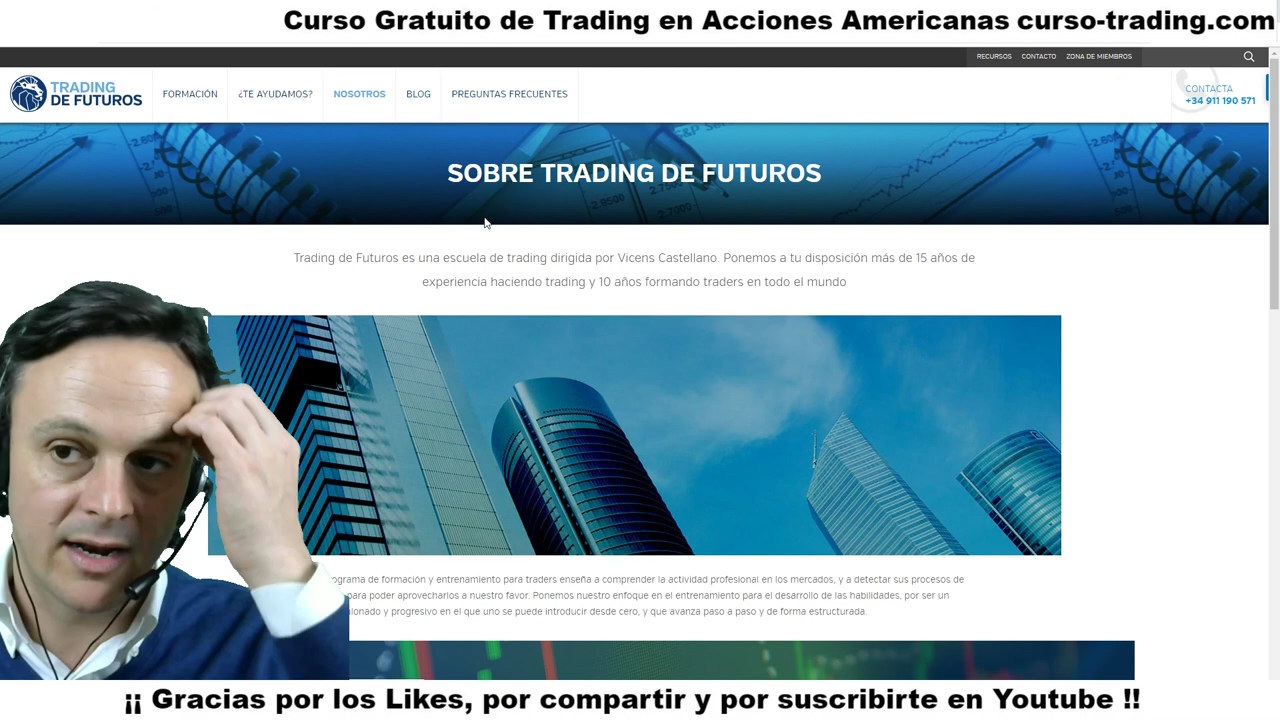 Curso Gratuito de Trading en Acciones Americanas curso-trading.com
RECURSOS CONTACTO ZONA DE MIEMBROS
TRADING
DE FUTUROS
FORMACIÓN ¿TE AYUDAMOS? NOSOTROS BLOG PREGUNTAS FRECUENTES
CONTACTA
+34 911 190 571
SOBRE TRADING DE FUTUROS
Trading de Futuros es una escuela de trading dirigida por Vicens Castellano. Ponemos a tu disposición más de 15 años de
experiencia haciendo trading y 10 años formando traders en todo el mundo
de formación y entrenamiento para traders enseña a comprender la actividad profesional en los mercados, y a detectar sus procesos de
para poder aprovecharlos a nuestro favor. Ponemos nuestro enfoque en el entrenamiento para el desarrollo de las habilidades, por ser un
y progresivo en el que uno se puede introducir desde cero, y que avanza paso a paso y de forma estructurada.
¡¡ Gracias por los Likes, por compartir y por suscribirte en Youtube !!